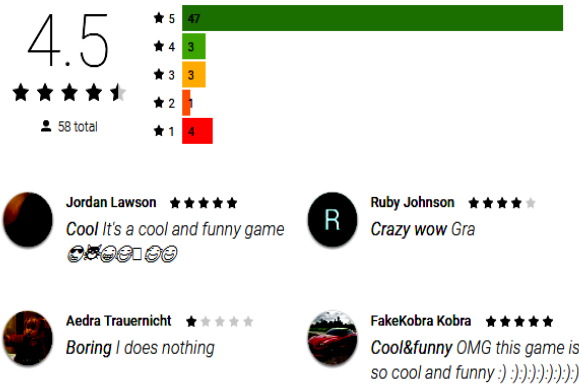 4.5
58 total
5 47
4 3
3 3
2 1
1 4
Jordan Lawson
Cool It's a cool and funny game
😎😈😄😅 😅😊
Ruby Johnson
R
Crazy wow Gra
Aedra Trauernicht
Boring I does nothing
FakeKobra Kobra
Cool&funny OMG this game is
so cool and funny :) :):):):):):):)